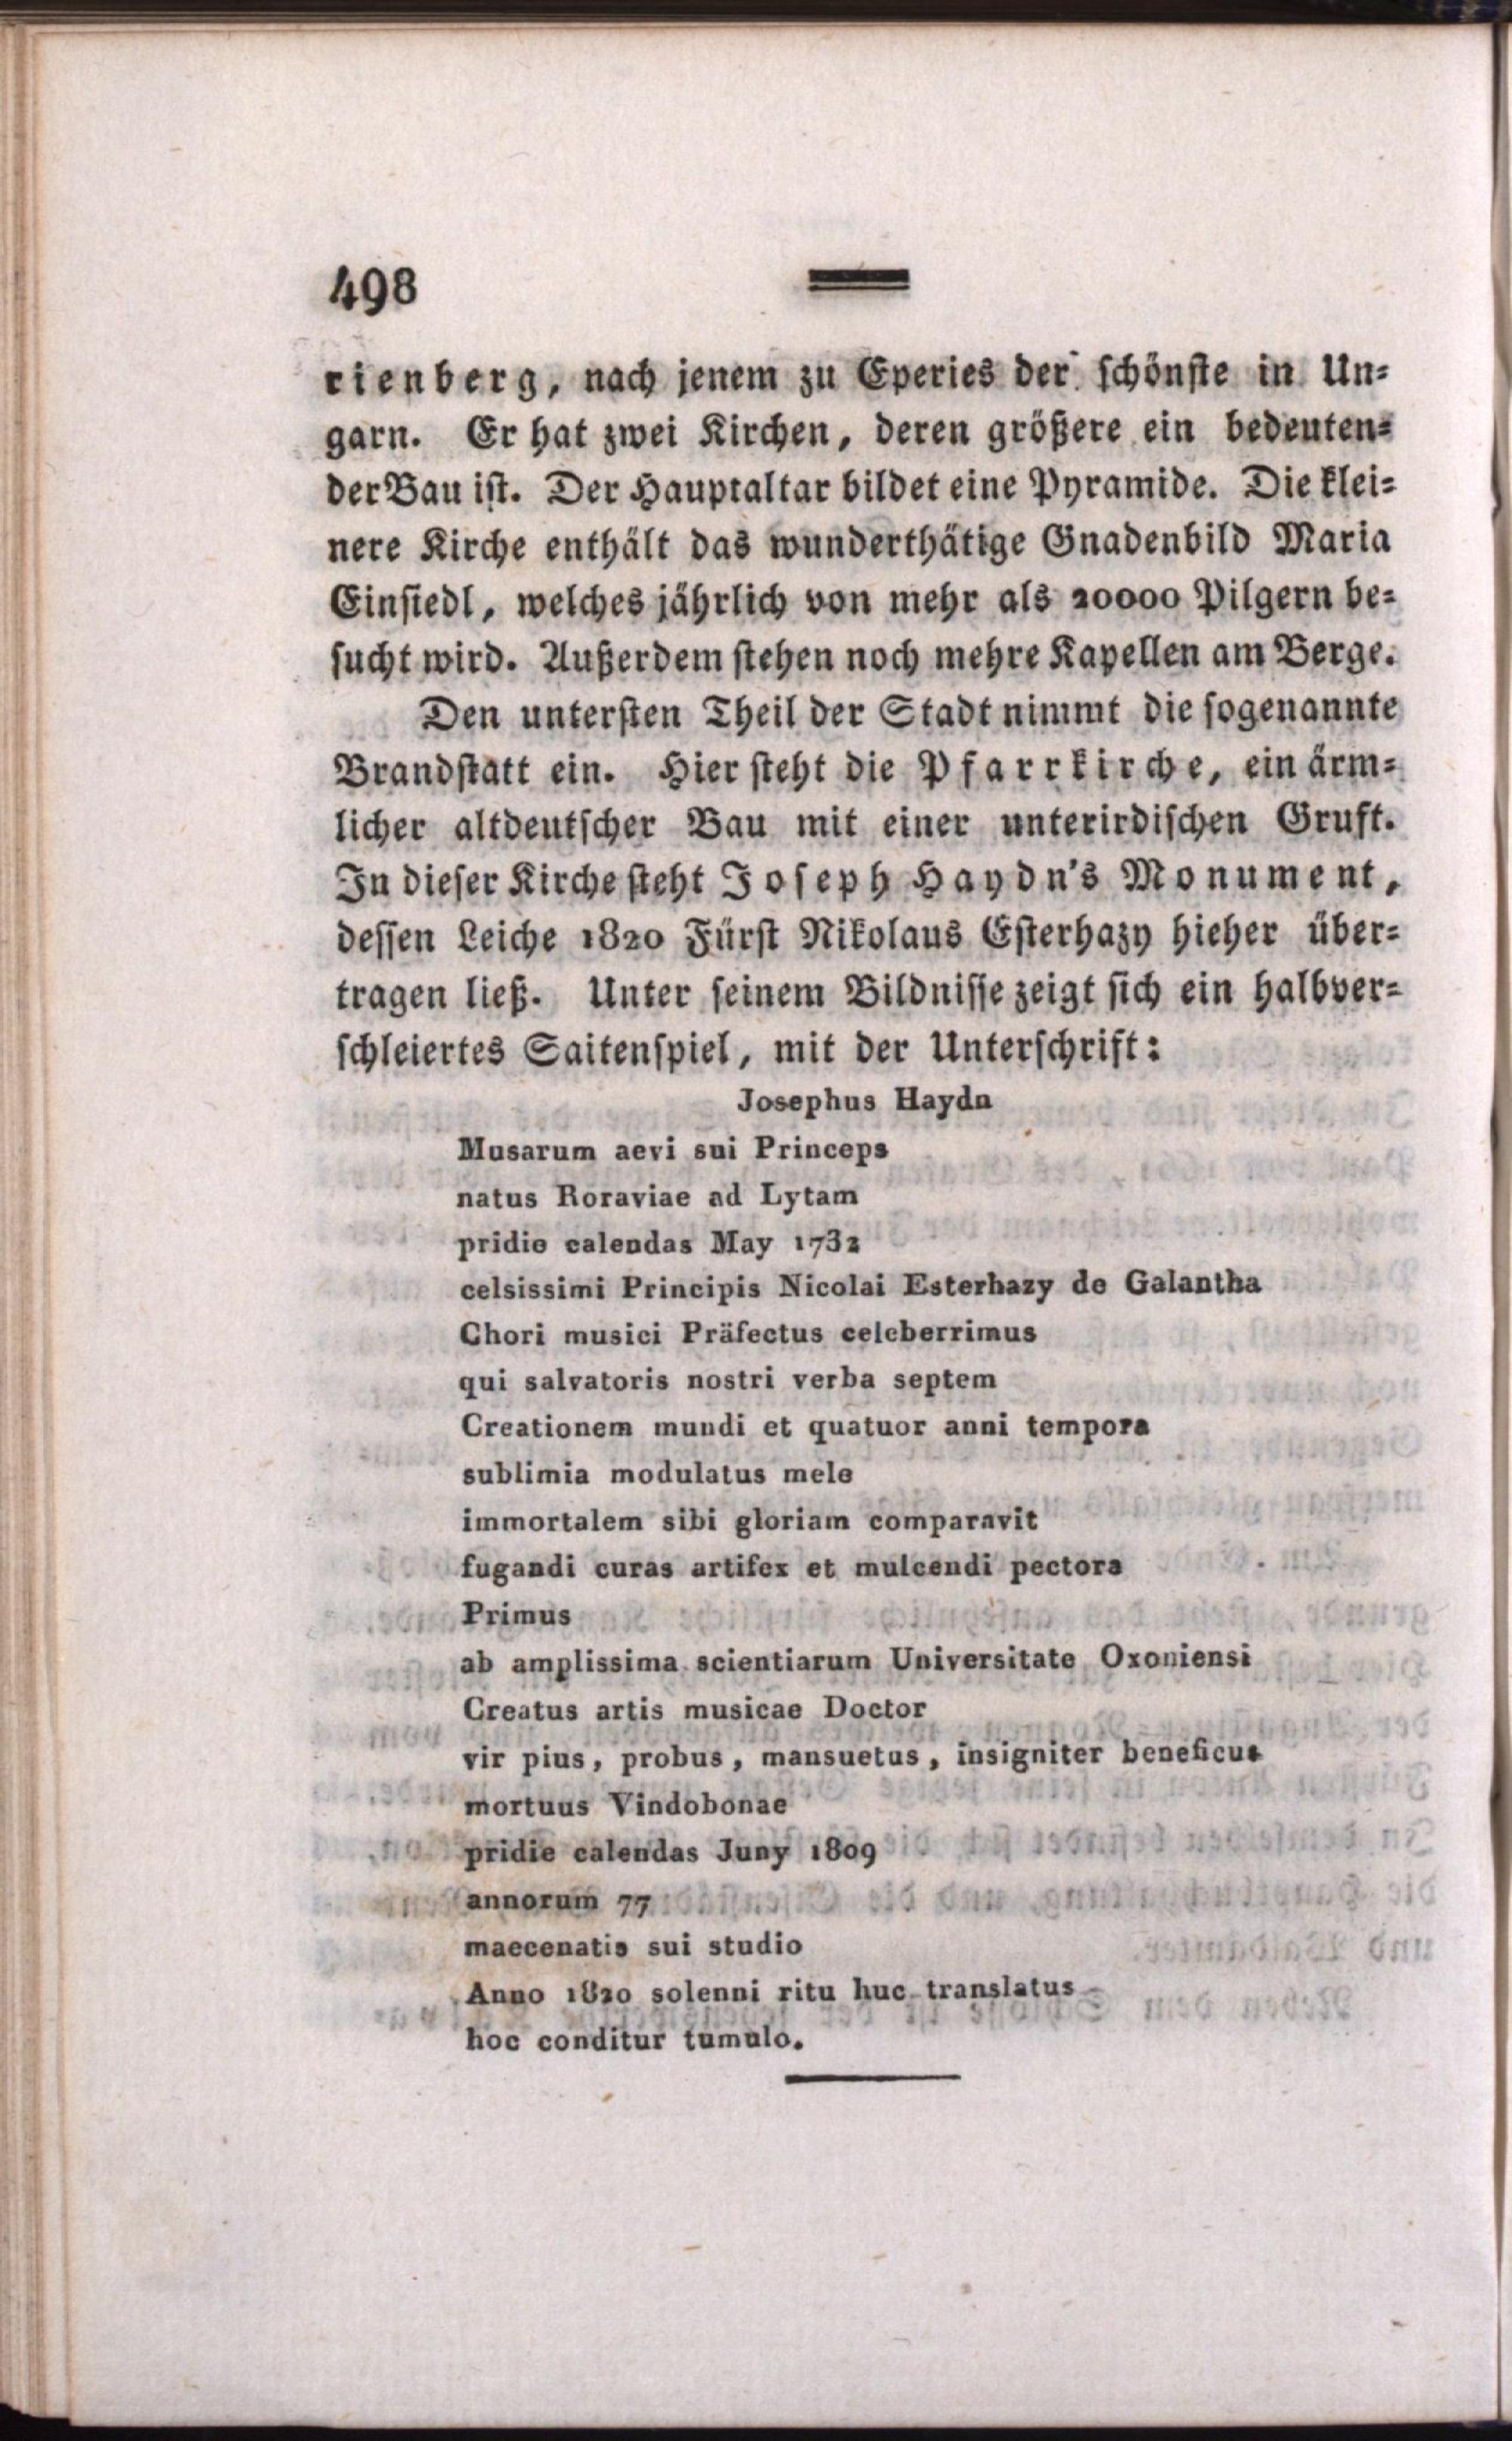 498
rienberg, nach jenem zu Eperies der schönste in Un-
garn. Er hat zwei Kirchen, deren größere ein bedeuten-
der Bau ist. Der Hauptaltar bildet eine Pyramide. Die klei-
nere Kirche enthält das wunderthätige Gnadenbild Maria
Einsiedl, welches jährlich von mehr als 20000 Pilgern be-
sucht wird. Außerdem stehen noch mehre Kapellen am Berge.
Den untersten Theil der Stadt nimmt die sogenannte
Brandstatt ein. Hier steht die Pfarrkirche, ein ärm-
licher altdeutscher Bau mit einer unterirdischen Gruft.
In dieser Kirche steht Joseph Haydn's Monument,
dessen Leiche 1820 Fürst Nikolaus Esterhazy hieher über-
tragen ließ. Unter seinem Bildnisse zeigt sich ein halbver-
schleiertes Saitenspiel, mit der Unterschrift:
Josephus Haydn
Musarum aevi sui Princeps
natus Roraviae ad Lytam
pridie calendas May 1732
celsissimi Principis Nicolai Esterhazy de Galantha
Chori musici Präfectus celeberrimus
qui salvatoris nostri verba septem
Creationem mundi et quatuor anni tempora
sublimia modulatus mele
immortalem sibi gloriam comparavit
fugandi curas artifex et mulcendi pectora
Primus
ab amplissima scientiarum Universitate Oxoniensi
Creatus artis musicae Doctor
vir pius, probus, mansuetus, insigniter beneficus
mortuus Vindobonae
pridie calendas Juny 1809
annorum 77
maecenatis sui studio
Anno 1820 solenni ritu huc translatus
hoc conditur tumulo.